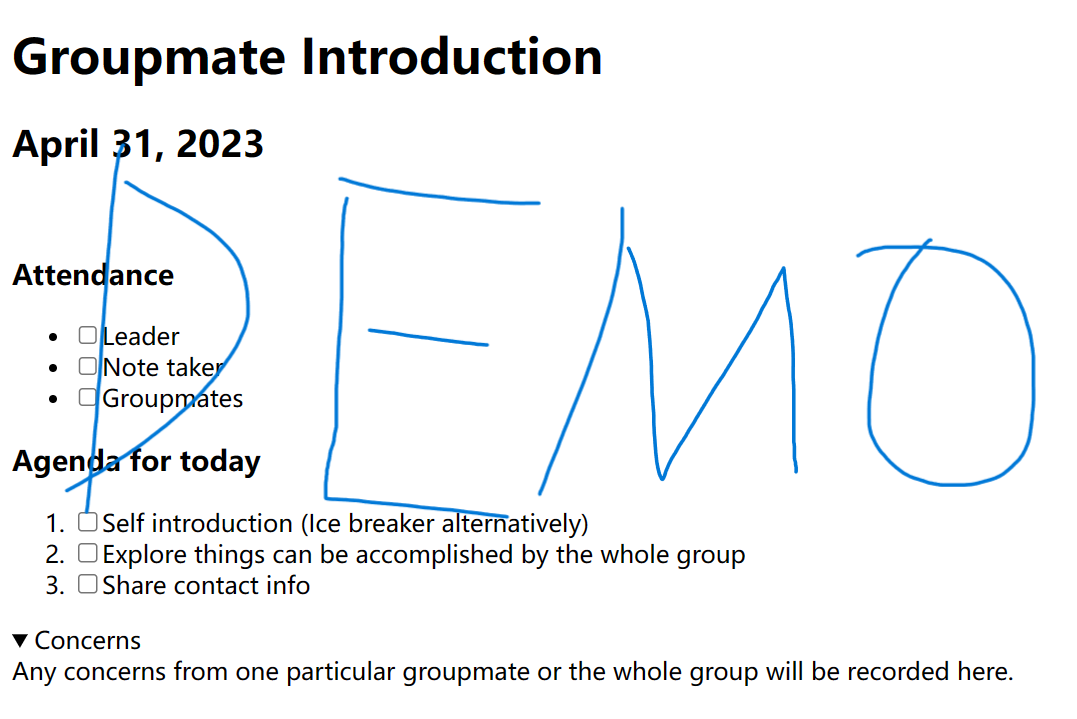 Groupmate Introduction
April 31, 2023
DEMO
Attendance
Leader
Note taker
Groupmates
Agenda for today
1. Self introduction (Ice breaker alternatively)
2. Explore things can be accomplished by the whole group
3. Share contact info
Concerns
Any concerns from one particular groupmate or the whole group will be recorded here.